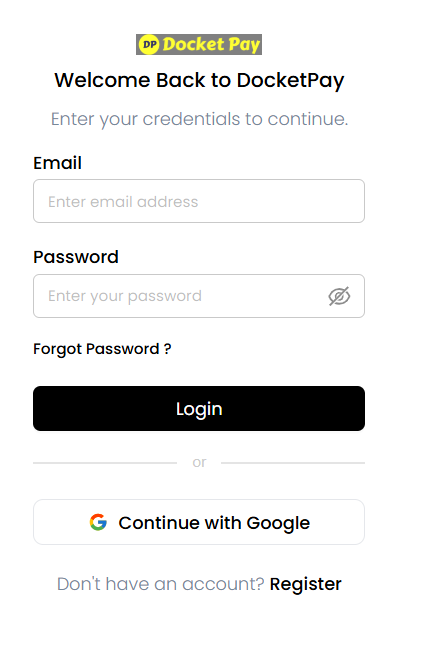 DP Docket Pay
Welcome Back to DocketPay
Enter your credentials to continue.
Email
Enter email address
Password
Enter your password
Forgot Password ?
Login
or
Continue with Google
Don't have an account? Register